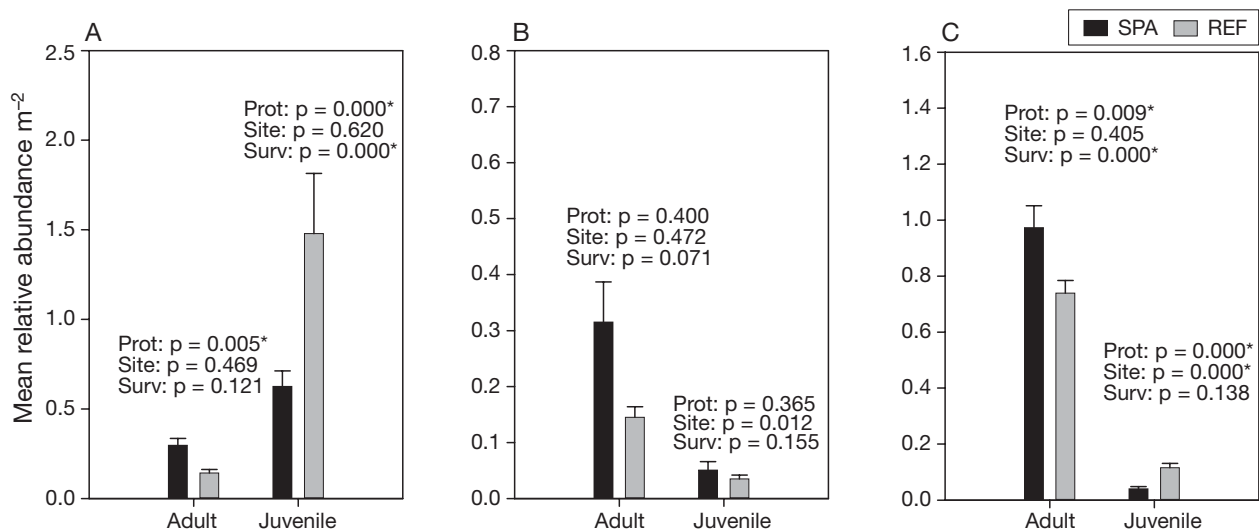 SPA REF
A
Mean relative abundance m–2
2.5
2.0
1.5
1.0
0.5
0.0
Prot: p = 0.005*
Site: p = 0.469
Surv: p = 0.121
Prot: p = 0.000*
Site: p = 0.620
Surv: p = 0.000*
Adult Juvenile
B
0.8
0.7
0.6
0.5
0.4
0.3
0.2
0.1
0.0
Prot: p = 0.400
Site: p = 0.472
Surv: p = 0.071
Prot: p = 0.365
Site: p = 0.012
Surv: p = 0.155
Adult Juvenile
C
1.6
1.4
1.2
1.0
0.8
0.6
0.4
0.2
0.0
Prot: p = 0.009*
Site: p = 0.405
Surv: p = 0.000*
Prot: p = 0.000*
Site: p = 0.000*
Surv: p = 0.138
Adult Juvenile